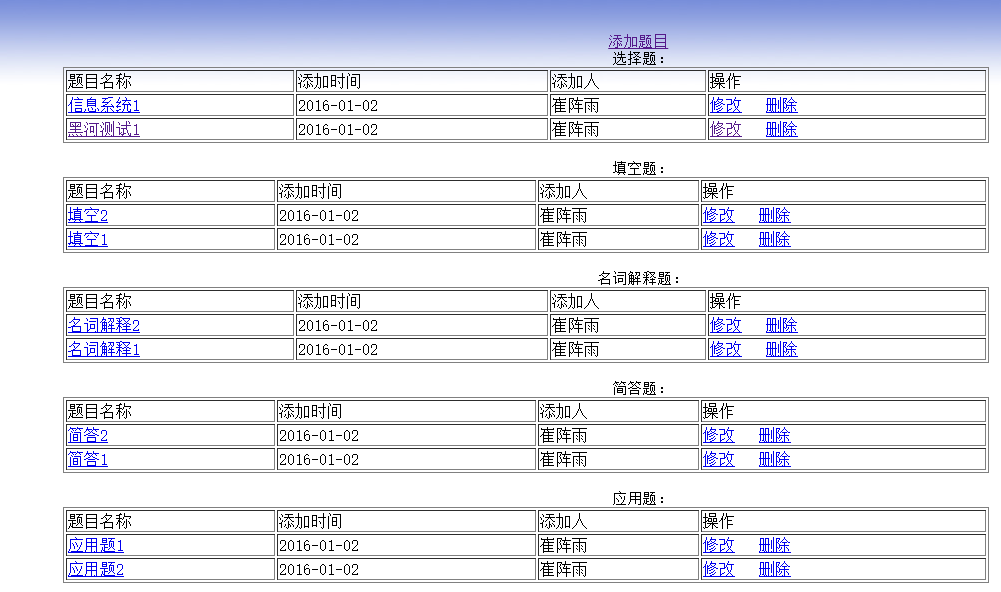 添加题目
选择题：
题目名称 添加时间 添加人 操作
信息系统1 2016-01-02 崔阵雨 修改 删除
黑河测试1 2016-01-02 崔阵雨 修改 删除
填空题：
题目名称 添加时间 添加人 操作
填空2 2016-01-02 崔阵雨 修改 删除
填空1 2016-01-02 崔阵雨 修改 删除
名词解释题：
题目名称 添加时间 添加人 操作
名词解释2 2016-01-02 崔阵雨 修改 删除
名词解释1 2016-01-02 崔阵雨 修改 删除
简答题：
题目名称 添加时间 添加人 操作
简答2 2016-01-02 崔阵雨 修改 删除
简答1 2016-01-02 崔阵雨 修改 删除
应用题：
题目名称 添加时间 添加人 操作
应用题1 2016-01-02 崔阵雨 修改 删除
应用题2 2016-01-02 崔阵雨 修改 删除